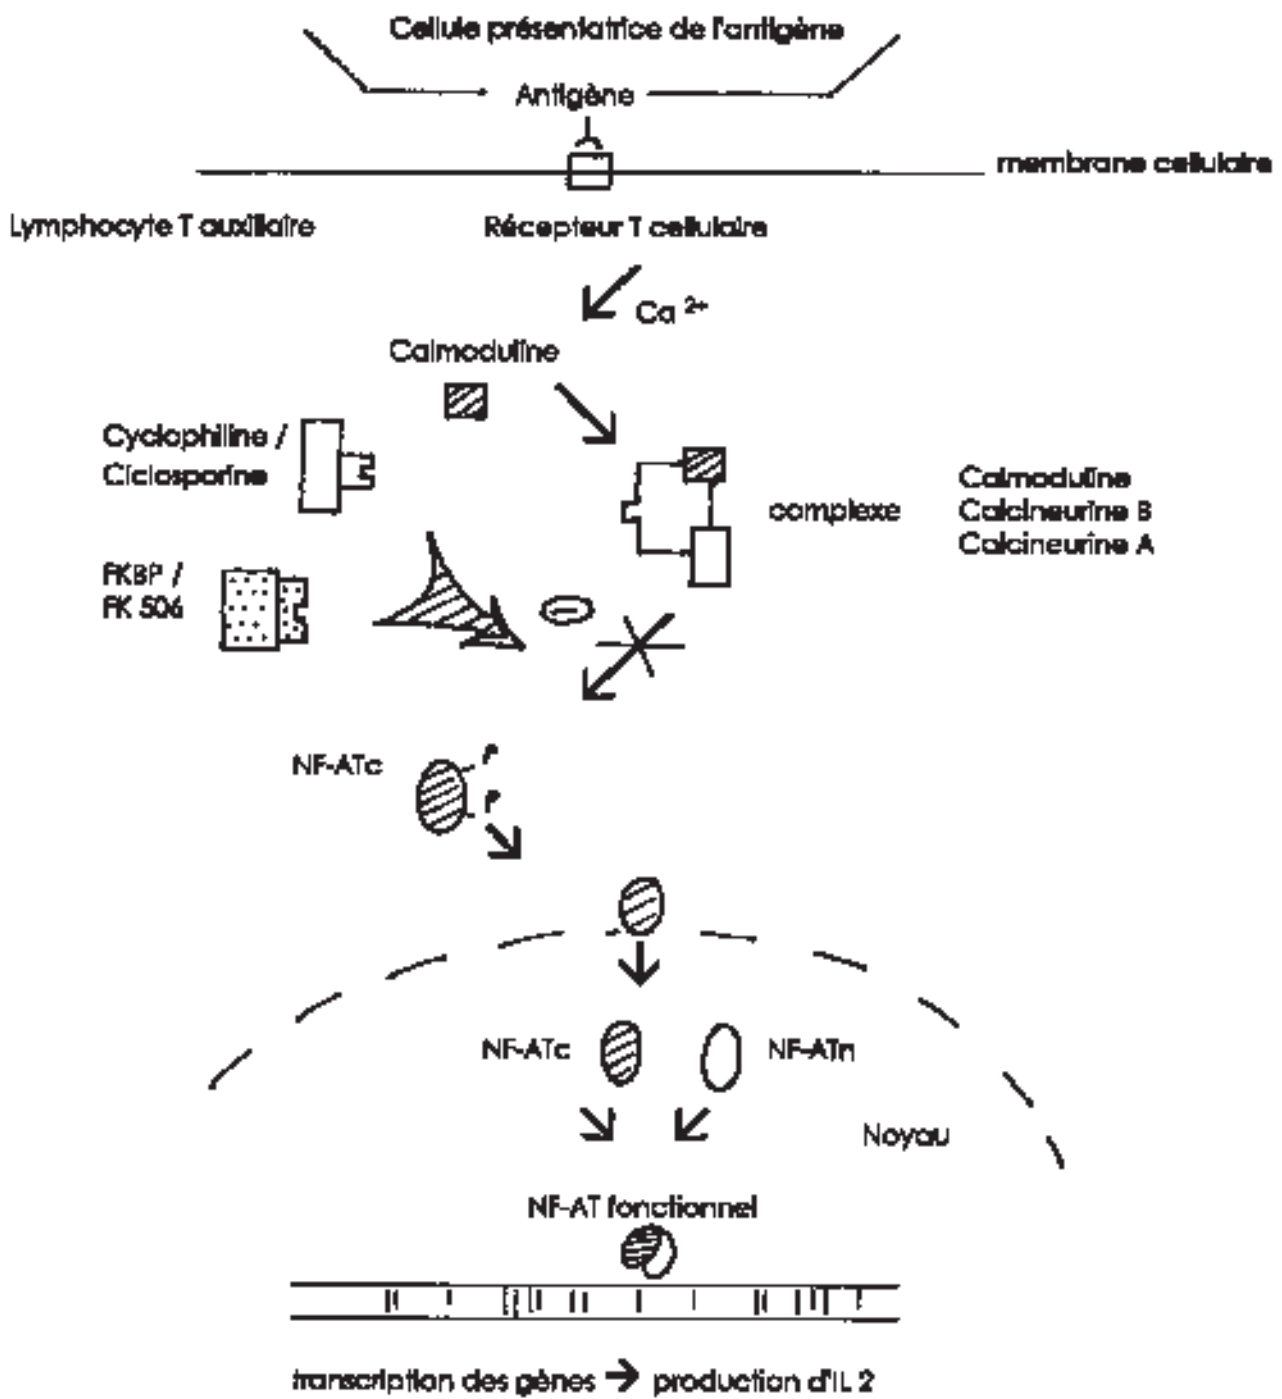 Cellule présentatrice de l'antigène
Antigène
membrane cellulaire
Lymphocyte T auxiliaire
Récepteur T cellulaire
Ca 2+
Calmoduline
Cyclophiline /
Ciclosporine
complexe
Calmoduline
Calcineurine B
Calcineurine A
FKBP /
FK 506
NF-ATc
P
P
NF-ATc
NF-ATn
Noyau
NF-AT fonctionnel
transcription des gènes → production d'IL 2